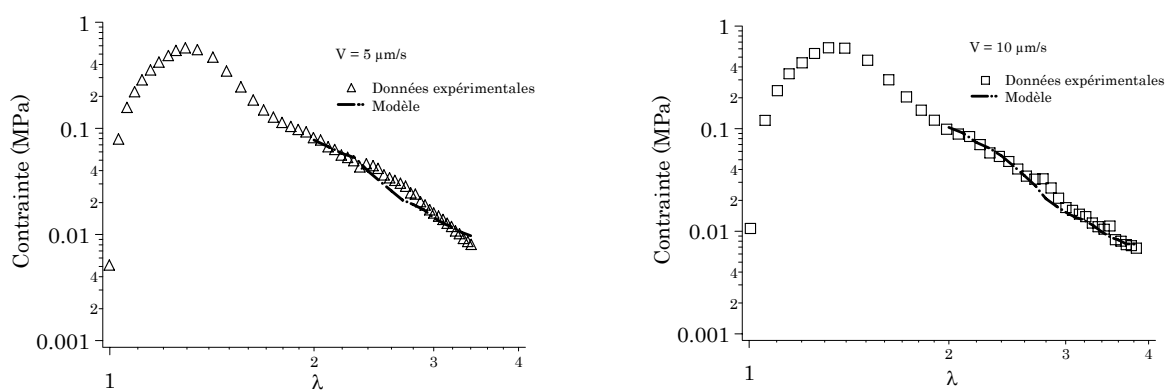 Contrainte (MPa)
1
4
2
0.1
4
2
0.01
4
2
0.001
V = 5 µm/s
Données expérimentales
Modèle
1
2
3
4
λ
Contrainte (MPa)
1
4
2
0.1
4
2
0.01
4
2
0.001
V = 10 µm/s
Données expérimentales
Modèle
1
2
3
4
λ